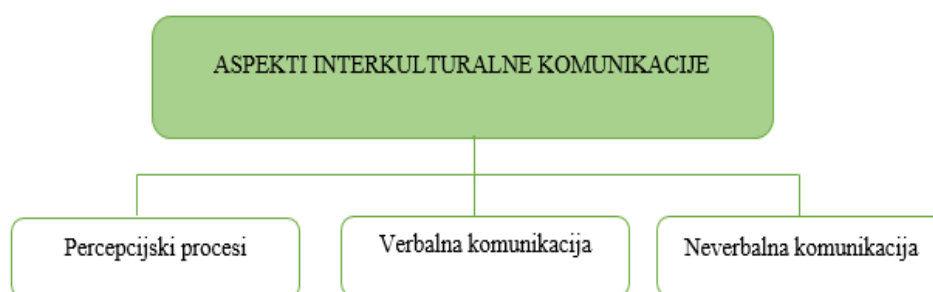 ASPEKTI INTERKULTURALNE KOMUNIKACIJE
Percepcijski procesi
Verbalna komunikacija
Neverbalna komunikacija